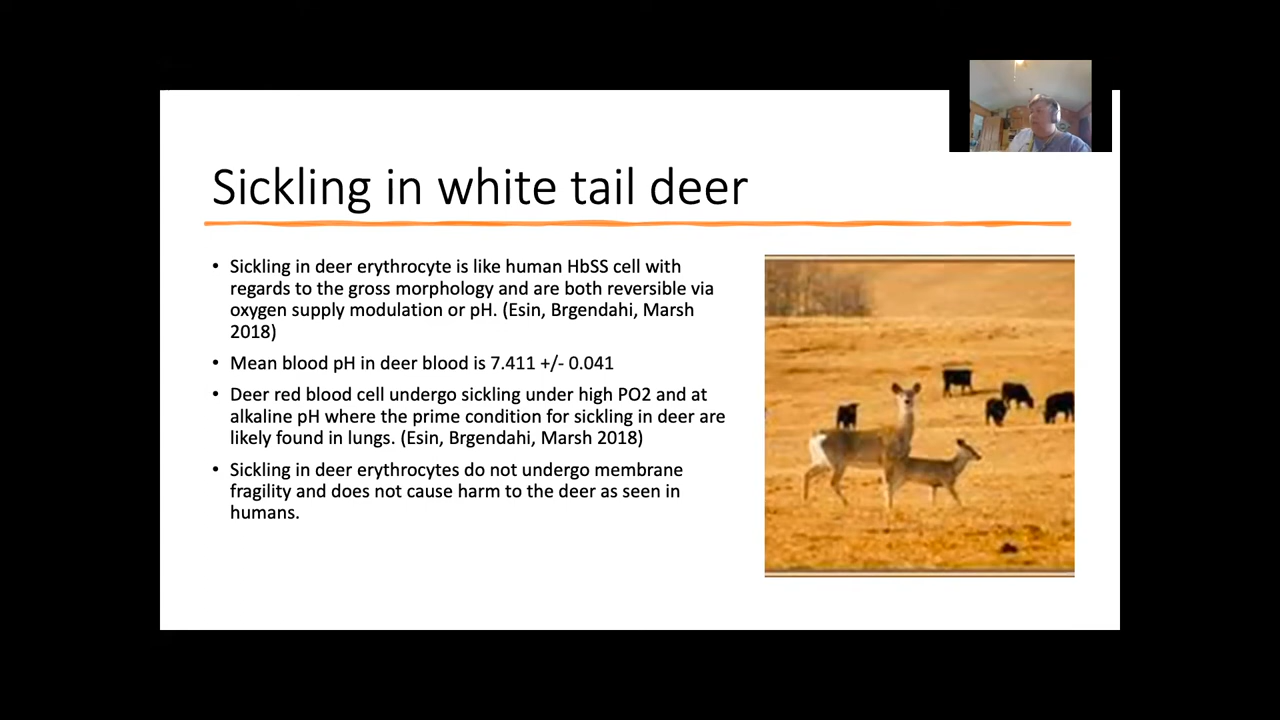 Sickling in white tail deer
• Sickling in deer erythrocyte is like human HbSS cell with
regards to the gross morphology and are both reversible via
oxygen supply modulation or pH. (Esin, Brgendahi, Marsh
2018)
• Mean blood pH in deer blood is 7.411 +/- 0.041
• Deer red blood cell undergo sickling under high PO2 and at
alkaline pH where the prime condition for sickling in deer are
likely found in lungs. (Esin, Brgendahi, Marsh 2018)
• Sickling in deer erythrocytes do not undergo membrane
fragility and does not cause harm to the deer as seen in
humans.